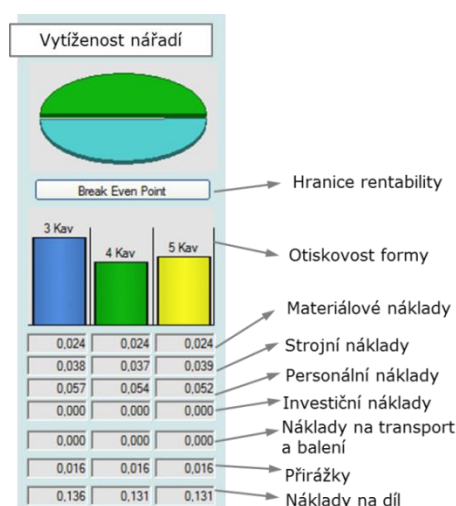 Vytíženost nářadí
Break Even Point
Hranice rentability
3 Kav
4 Kav
5 Kav
Otiskovost formy
0,024 0,024 0,024
Materiálové náklady
0,038 0,037 0,039
Strojní náklady
0,057 0,054 0,052
Personální náklady
0,000 0,000 0,000
Investiční náklady
0,000 0,000 0,000
Náklady na transport
a balení
0,016 0,016 0,016
Přirážky
0,136 0,131 0,131
Náklady na díl